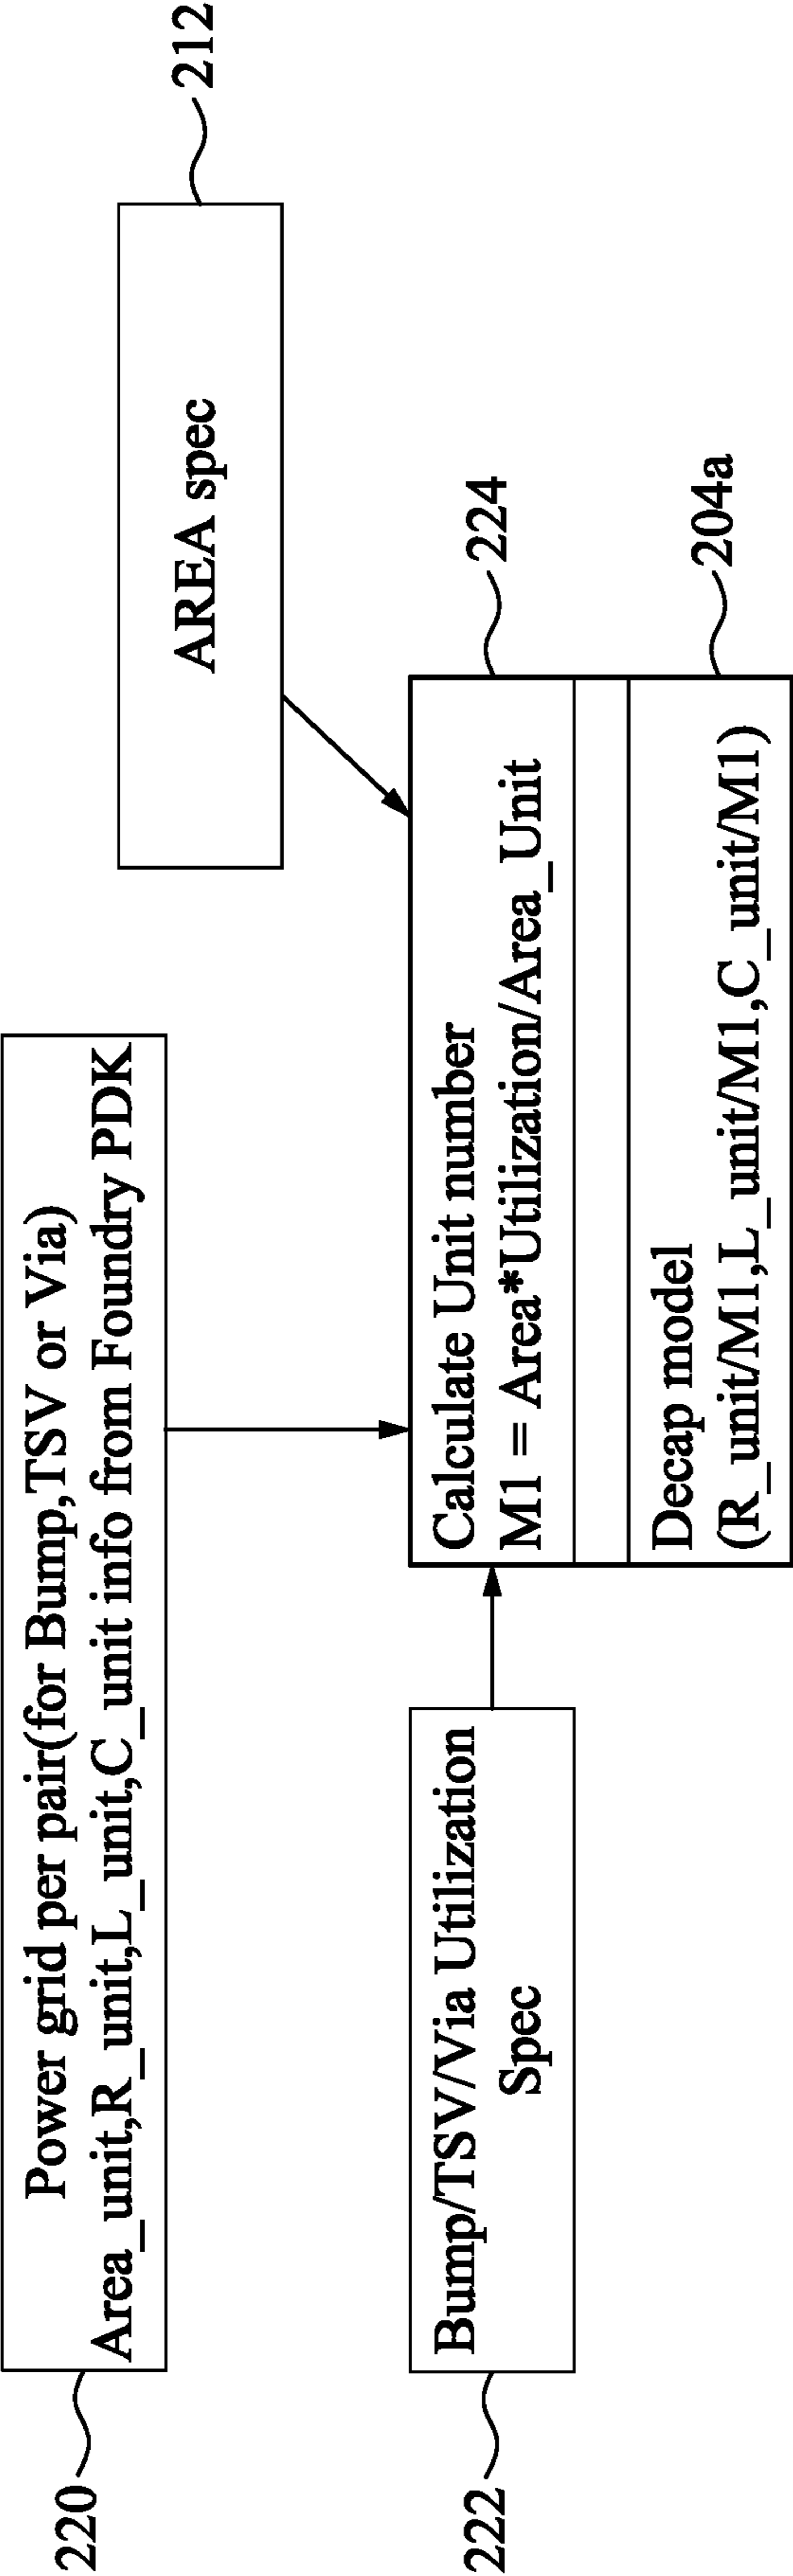 220
Power grid per pair(for Bump,TSV or Via)
Area_unit,R_unit,L_unit,C_unit info from Foundry PDK
AREA spec
212
222
Bump/TSV/Via Utilization
Spec
Calculate Unit number
M1 = Area*Utilization/Area_Unit
224
Decap model
(R_unit/M1,L_unit/M1,C_unit/M1)
204a